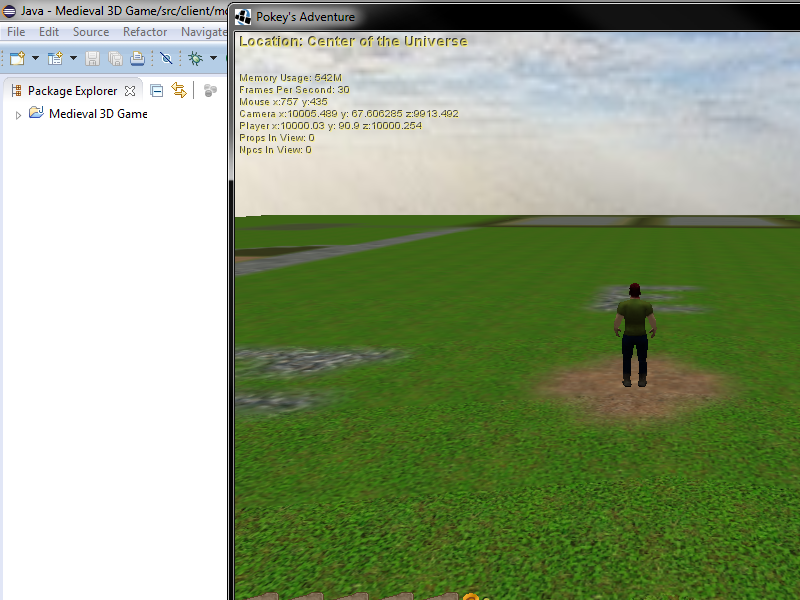 Java - Medieval 3D Game/src/client/m
File Edit Source Refactor Navigate
Package Explorer
Medieval 3D Game
Pokey's Adventure
Location: Center of the Universe
Memory Usage: 542M
Frames Per Second: 30
Mouse x:757 y:435
Camera x:10005.489 y: 67.606285 z:9913.492
Player x:10000.03 y: 90.9 z:10000.254
Props In View: 0
Npcs In View: 0